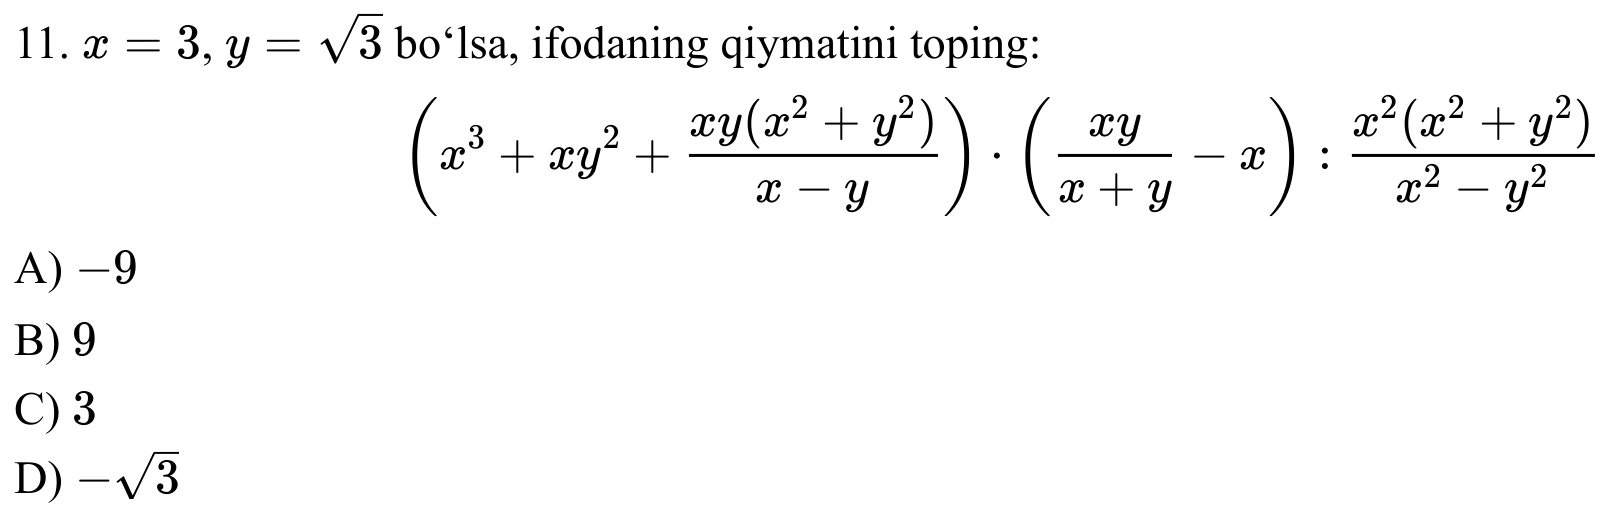 11. x = 3, y = √3 bo‘lsa, ifodaning qiymatini toping:
(x³ + xy² + xy(x² + y²)/(x − y)) · (xy/(x + y) − x) : x²(x² + y²)/(x² − y²)
A) −9
B) 9
C) 3
D) −√3